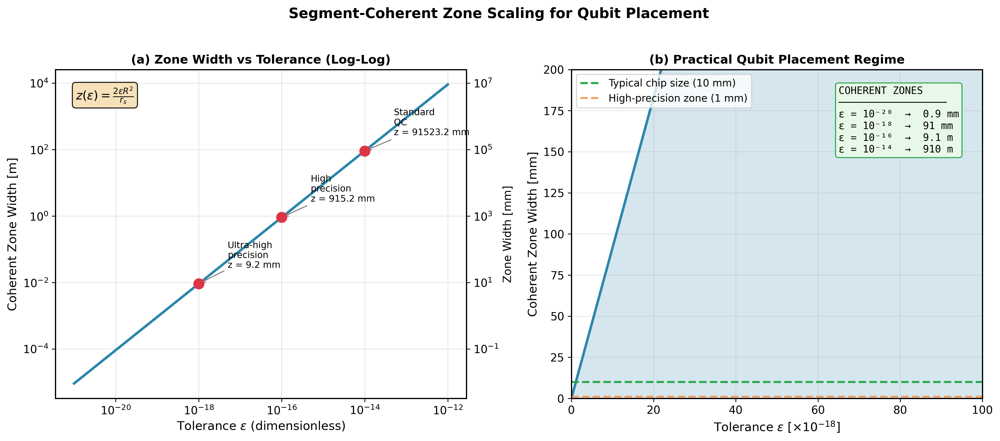 Segment-Coherent Zone Scaling for Qubit Placement
(a) Zone Width vs Tolerance (Log-Log)
z(ε) = 2εR²/rₛ
Standard
QC
z = 91523.2 mm
High
precision
z = 915.2 mm
Ultra-high
precision
z = 9.2 mm
10⁴
10²
10⁰
10⁻²
10⁻⁴
Coherent Zone Width [m]
10⁷
10⁵
10³
10¹
10⁻¹
Zone Width [mm]
10⁻²⁰ 10⁻¹⁸ 10⁻¹⁶ 10⁻¹⁴ 10⁻¹²
Tolerance ε (dimensionless)
(b) Practical Qubit Placement Regime
Typical chip size (10 mm)
High-precision zone (1 mm)
COHERENT ZONES
ε = 10⁻²⁰ → 0.9 mm
ε = 10⁻¹⁸ → 91 mm
ε = 10⁻¹⁶ → 9.1 m
ε = 10⁻¹⁴ → 910 m
200
175
150
125
100
75
50
25
0
Coherent Zone Width [mm]
0 20 40 60 80 100
Tolerance ε [×10⁻¹⁸]